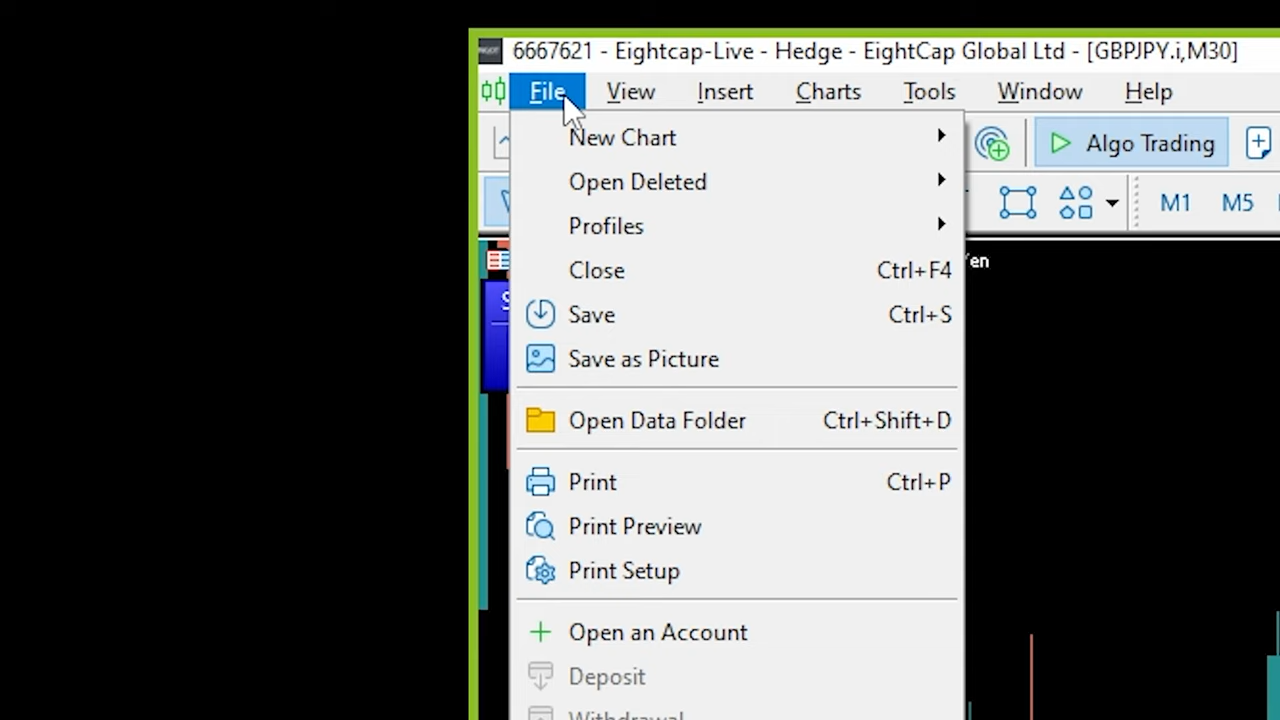 6667621 - Eightcap-Live - Hedge - EightCap Global Ltd - [GBPJPY.i,M30]
File View Insert Charts Tools Window Help
New Chart
Algo Trading
Open Deleted
M1 M5
Profiles
Close Ctrl+F4
Save Ctrl+S
Save as Picture
Open Data Folder Ctrl+Shift+D
Print Ctrl+P
Print Preview
Print Setup
Open an Account
Deposit
Withdrawal